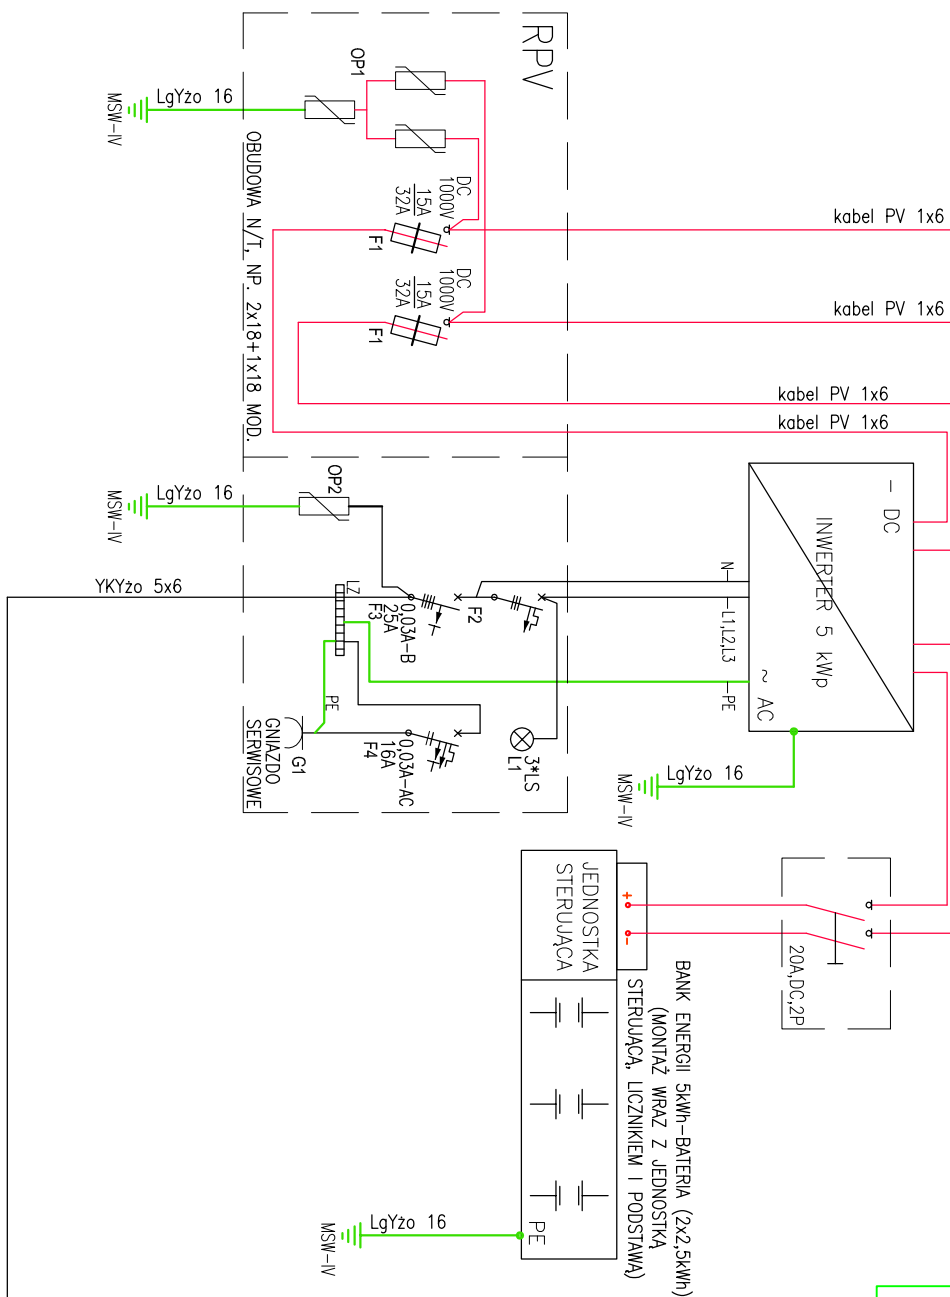 RPV
OP1
LgYżo 16
MSW-IV
OBUDOWA N/T, NP. 2x18+1x18 MOD.
DC
1000V
15A
32A
F1
DC
1000V
15A
32A
F1
kabel PV 1x6
kabel PV 1x6
kabel PV 1x6
kabel PV 1x6
OP2
LgYżo 16
MSW-IV
YKYżo 5x6
LZ
0,03A-B
25A
F3
F2
N
L1,L2,L3
PE
- DC
INWERTER 5 kWp
~ AC
PE
GNIAZDO
SERWISOWE
G1
0,03A-AC
16A
F4
3*LS
L1
LgYżo 16
MSW-IV
JEDNOSTKA
STERUJĄCA
+
-
20A,DC,2P
BANK ENERGII 5kWh-BATERIA (2x2,5kWh)
(MONTAŻ WRAZ Z JEDNOSTKĄ
STERUJĄCĄ, LICZNIKIEM I PODSTAWĄ)
PE
LgYżo 16
MSW-IV